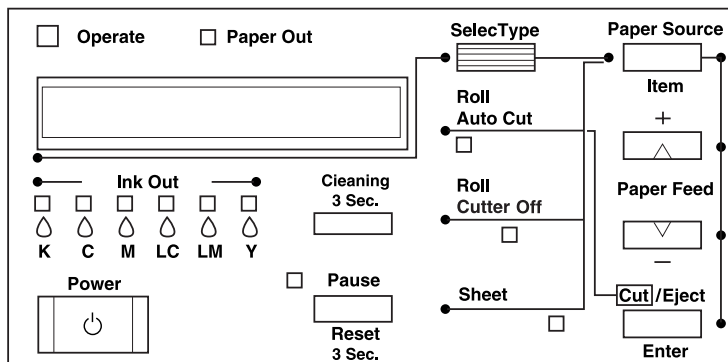 Operate
Paper Out
SelecType
Paper Source
Item
Roll
Auto Cut
+
Ink Out
K C M LC LM Y
Cleaning
3 Sec.
Roll
Cutter Off
Paper Feed
−
Power
Pause
Reset
3 Sec.
Sheet
Cut/Eject
Enter